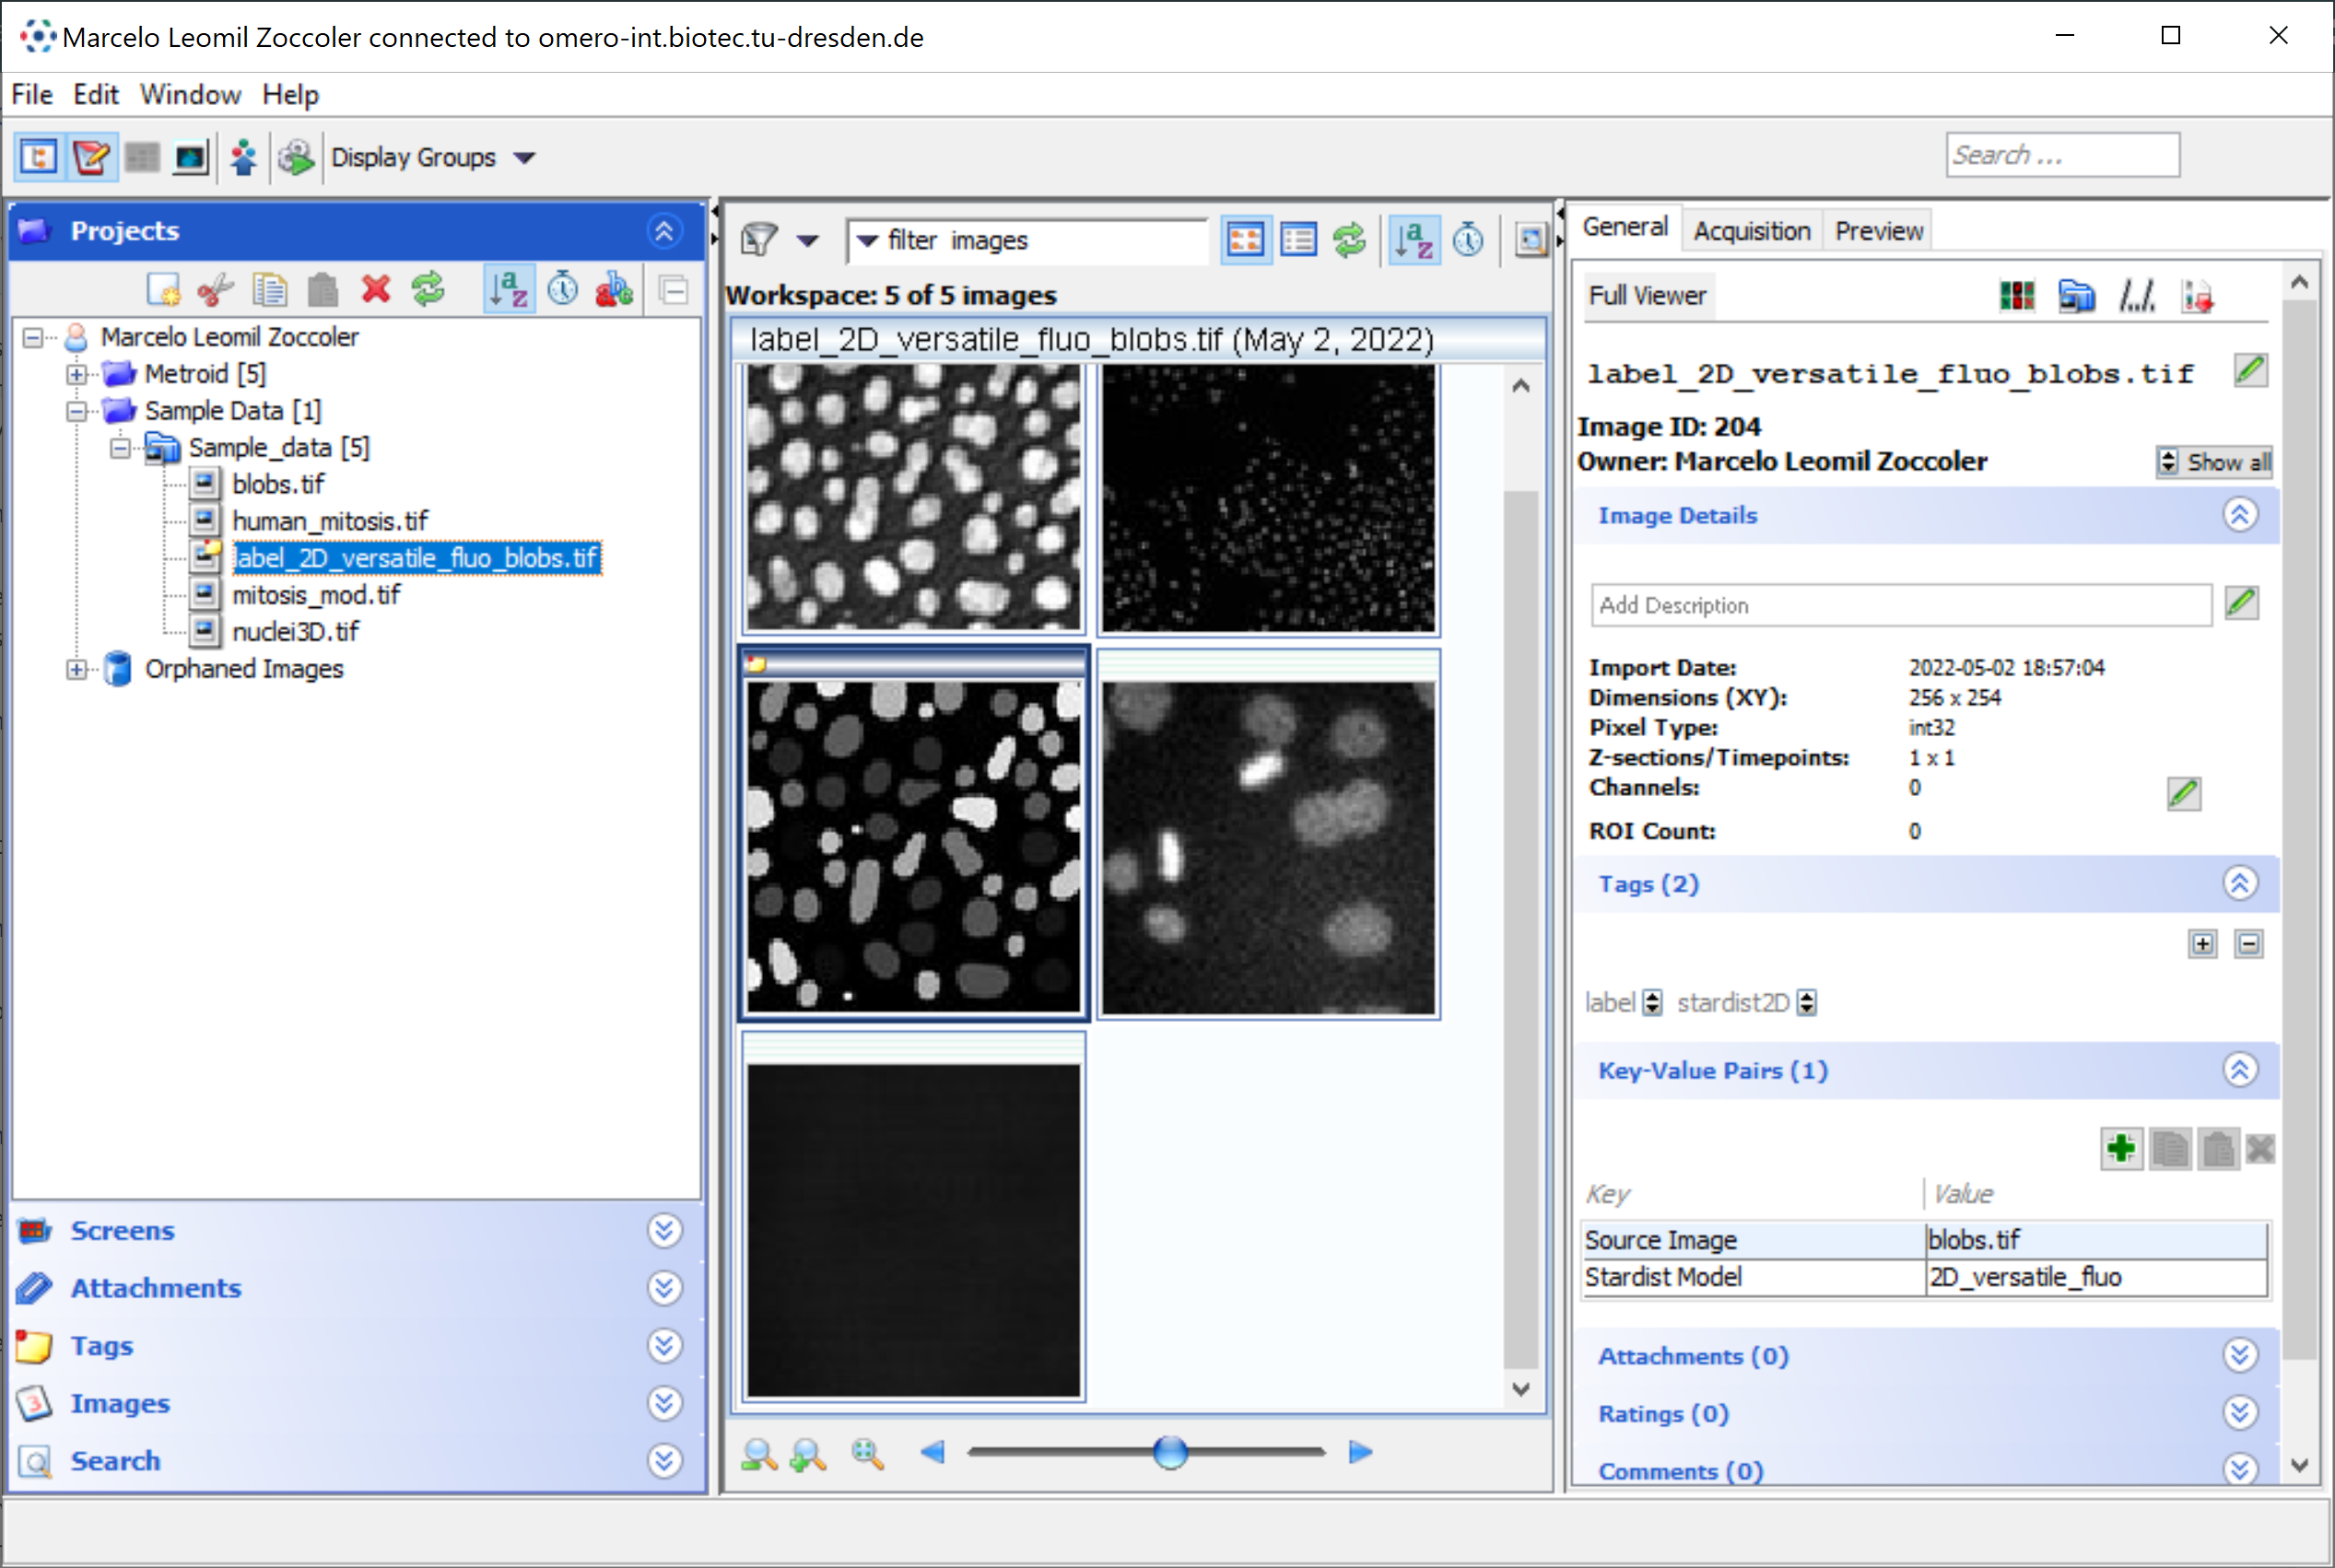 Marcelo Leomil Zoccoler connected to omero-int.biotec.tu-dresden.de
File Edit Window Help
Display Groups
Search ...
Projects
Marcelo Leomil Zoccoler
Metroid [5]
Sample Data [1]
Sample_data [5]
blobs.tif
human_mitosis.tif
label_2D_versatile_fluo_blobs.tif
mitosis_mod.tif
nuclei3D.tif
Orphaned Images
Screens
Attachments
Tags
Images
Search
filter images
Workspace: 5 of 5 images
label_2D_versatile_fluo_blobs.tif (May 2, 2022)
General Acquisition Preview
Full Viewer
label_2D_versatile_fluo_blobs.tif
Image ID: 204
Owner: Marcelo Leomil Zoccoler Show all
Image Details
Add Description
Import Date: 2022-05-02 18:57:04
Dimensions (XY): 256 x 254
Pixel Type: int32
Z-sections/Timepoints: 1 x 1
Channels: 0
ROI Count: 0
Tags (2)
label stardist2D
Key-Value Pairs (1)
Key Value
Source Image blobs.tif
Stardist Model 2D_versatile_fluo
Attachments (0)
Ratings (0)
Comments (0)